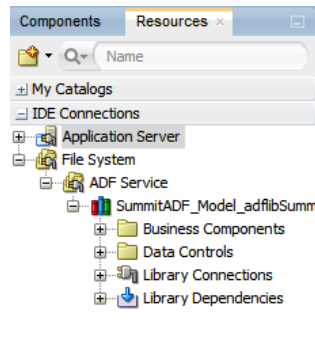 Components Resources
Name
My Catalogs
IDE Connections
Application Server
File System
ADF Service
SummitADF_Model_adflibSumm
Business Components
Data Controls
Library Connections
Library Dependencies